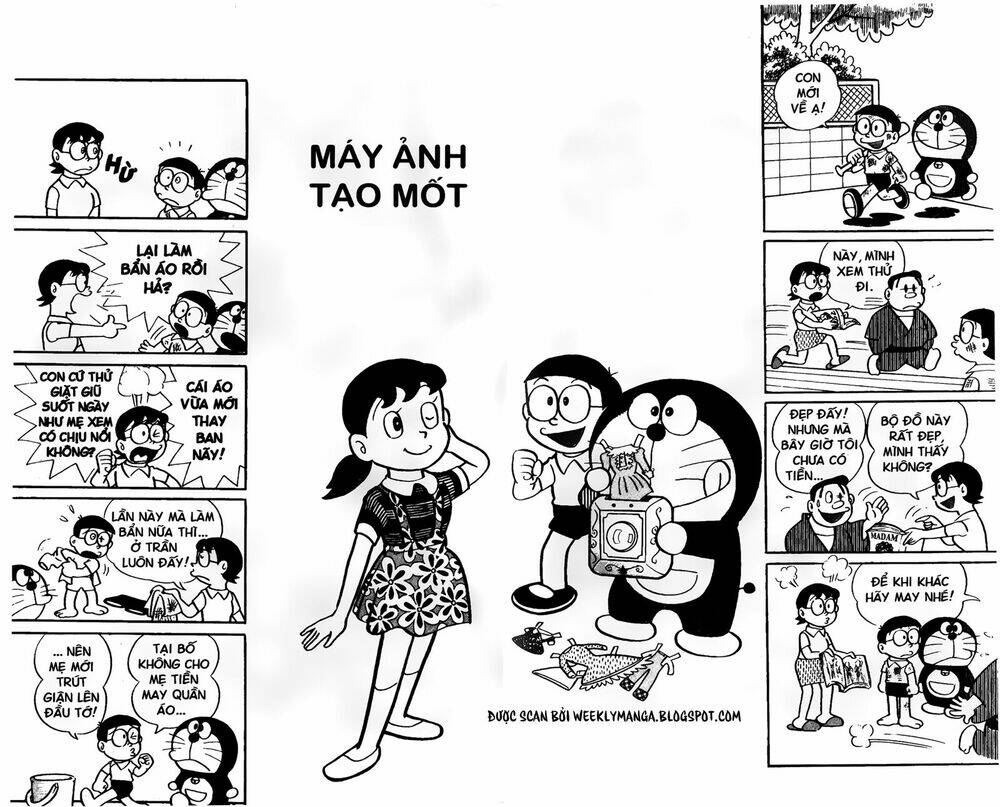 MÁY ẢNH
TẠO MỐT
CON
MỚI
VỀ Ạ!
NÀY, MÌNH
XEM THỬ
ĐI.
BỘ ĐỒ NÀY
RẤT ĐẸP,
MÌNH THẤY
KHÔNG?
ĐẸP ĐẤY!
NHƯNG MÀ
BÂY GIỜ TÔI
CHƯA CÓ
TIỀN...
MADAM
ĐỂ KHI KHÁC
HÃY MAY NHÉ!
HỪ
LẠI LÀM
BẨN ÁO RỒI
HẢ?
CÁI ÁO
VỪA MỚI
THAY
BAN
NÃY!
CON CỨ THỬ
GIẶT GIŨ
SUỐT NGÀY
NHƯ MẸ XEM
CÓ CHỊU NỔI
KHÔNG?
LẦN NÀY MÀ LÀM
BẨN NỮA THÌ...
Ở TRẦN
LUÔN ĐẤY!
TẠI BỐ
KHÔNG CHO
MẸ TIỀN
MAY QUẦN
ÁO...
... NÊN
MẸ MỚI
TRÚT
GIẬN LÊN
ĐẦU TỚ!
ĐƯỢC SCAN BỞI WEEKLYMANGA.BLOGSPOT.COM